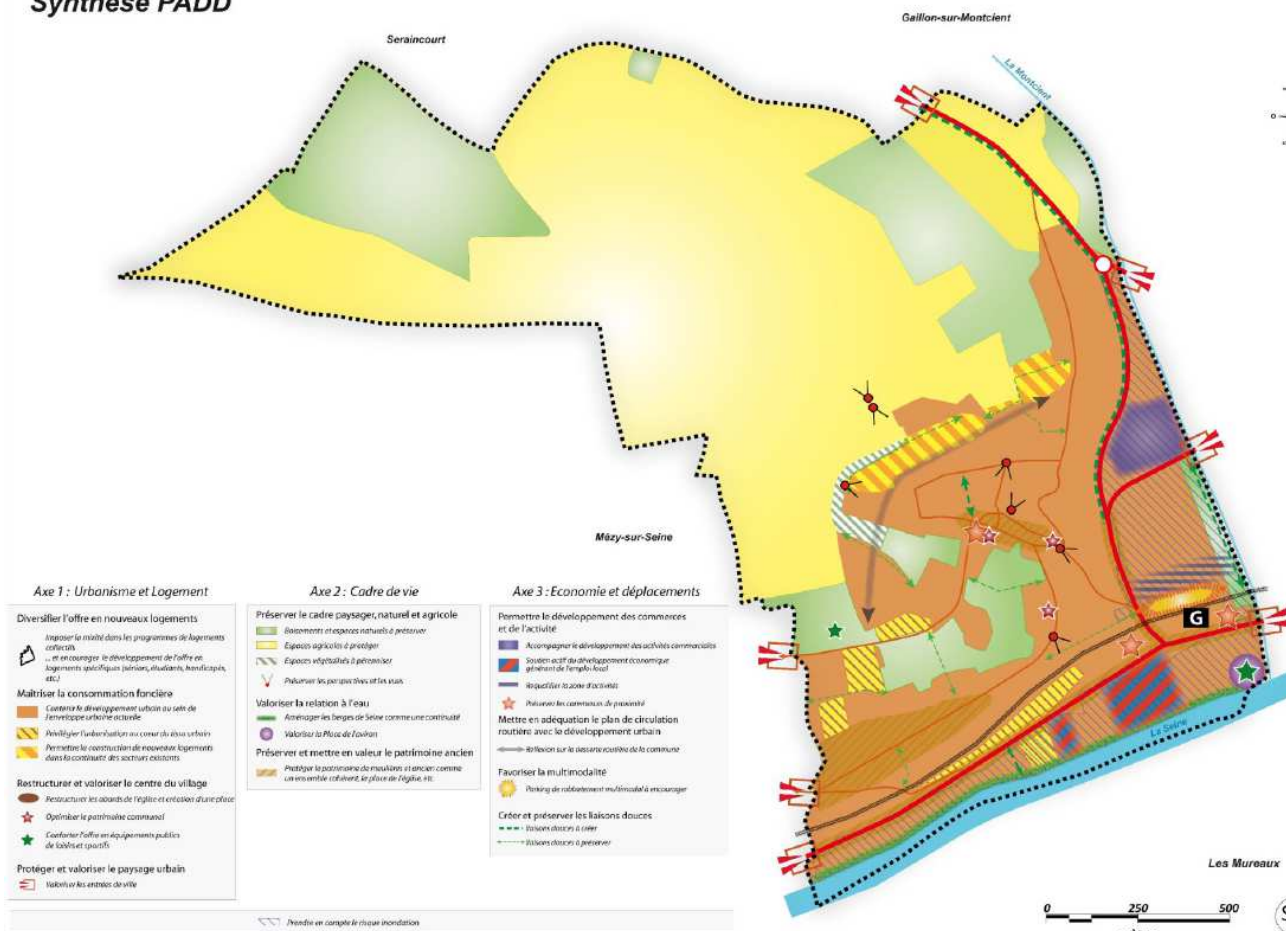 Synthèse PADD
Gaillon-sur-Montcient
Seraincourt
La Montcient
Mézy-sur-Seine
G
La Seine
Les Mureaux
0 250 500
Axe 1 : Urbanisme et Logement
Diversifier l'offre en nouveaux logements
Imposer la mixité dans les programmes de logements
collectifs
... et encourager le développement de l'offre en
logements spécifiques (séniors, étudiants, handicapés,
etc.)
Maîtriser la consommation foncière
Contenir le développement urbain au sein de
l'enveloppe urbaine actuelle
Privilégier l'urbanisation au cœur du tissu urbain
Permettre la construction de nouveaux logements
dans la continuité des secteurs existants
Restructurer et valoriser le centre du village
Restructurer les abords de l'église et création d'une place
Optimiser le patrimoine communal
Conforter l'offre en équipements publics
de loisirs et sportifs
Protéger et valoriser le paysage urbain
Valoriser les entrées de ville
Axe 2 : Cadre de vie
Préserver le cadre paysager, naturel et agricole
Boisements et espaces naturels à préserver
Espaces agricoles à protéger
Espaces végétalisés à pérenniser
Préserver les perspectives et les vues
Valoriser la relation à l'eau
Aménager les berges de Seine comme une continuité
Valoriser la Place de l'aviron
Préserver et mettre en valeur le patrimoine ancien
Protéger le patrimoine de meulières et ancien comme
un ensemble cohérent, la place de l'église, etc.
Axe 3 : Economie et déplacements
Permettre le développement des commerces
et de l'activité
Accompagner le développement des activités commerciales
Soutien actif du développement économique
générant de l'emploi local
Requalifier la zone d'activités
Préserver les commerces de proximité
Mettre en adéquation le plan de circulation
routière avec le développement urbain
Réflexion sur la desserte routière de la commune
Favoriser la multimodalité
Parking de rabattement multimodal à encourager
Créer et préserver les liaisons douces
Liaisons douces à créer
Liaisons douces à préserver
Prendre en compte le risque inondation